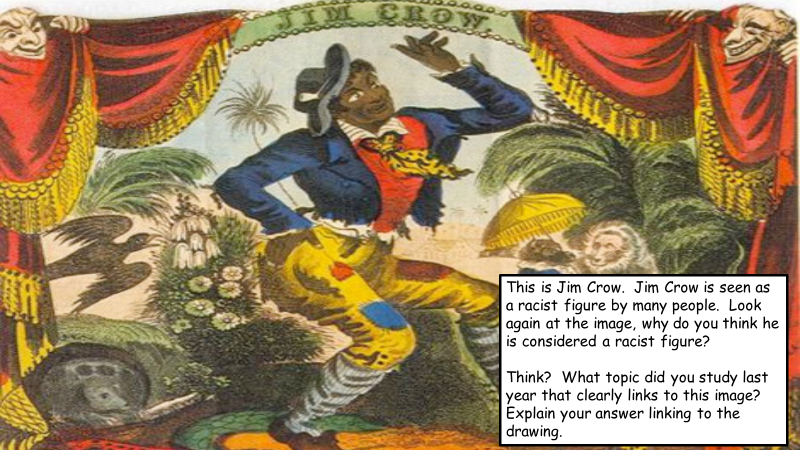 JIM CROW
This is Jim Crow.  Jim Crow is seen as
a racist figure by many people.  Look
again at the image, why do you think he
is considered a racist figure?
Think?  What topic did you study last
year that clearly links to this image?
Explain your answer linking to the
drawing.